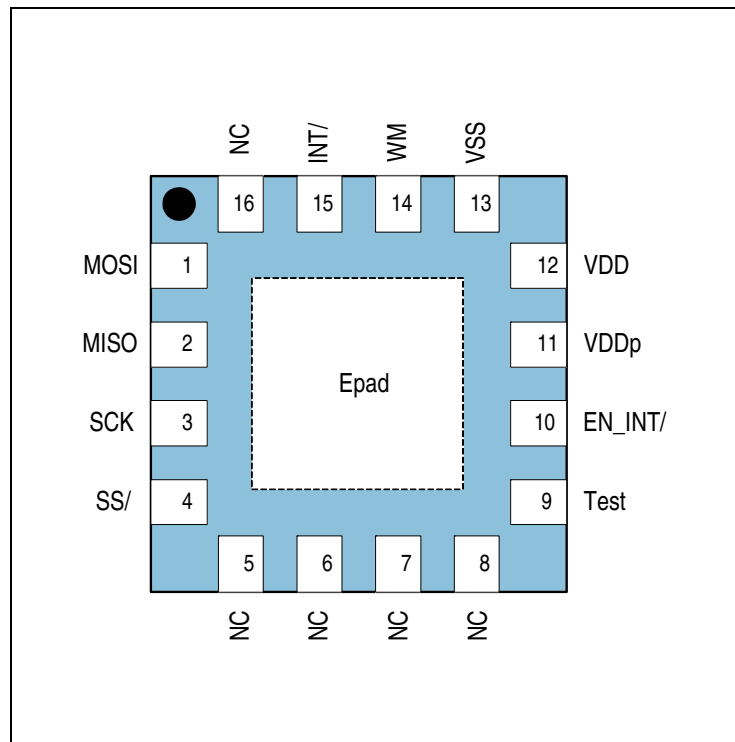 NC INT/ WM VSS
16 15 14 13
MOSI 1 12 VDD
MISO 2 11 VDDp
Epad
SCK 3 10 EN_INT/
SS/ 4 9 Test
5 6 7 8
NC NC NC NC